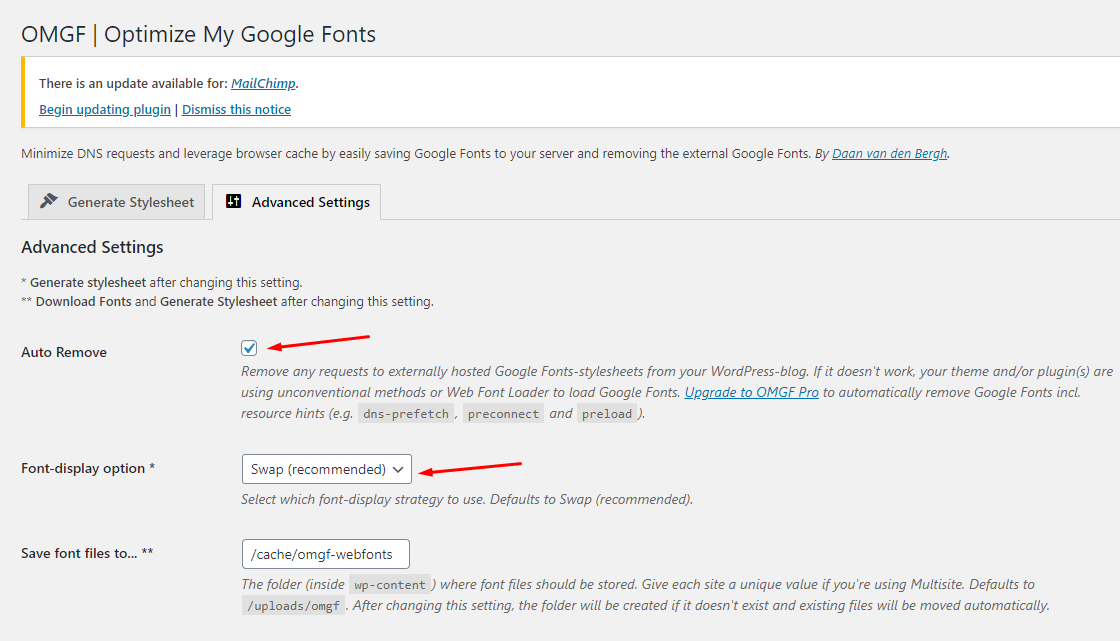 OMGF | Optimize My Google Fonts
There is an update available for: MailChimp.
Begin updating plugin | Dismiss this notice
Minimize DNS requests and leverage browser cache by easily saving Google Fonts to your server and removing the external Google Fonts. By Daan van den Bergh.
Generate Stylesheet
Advanced Settings
Advanced Settings
* Generate stylesheet after changing this setting.
** Download Fonts and Generate Stylesheet after changing this setting.
Auto Remove
Remove any requests to externally hosted Google Fonts-stylesheets from your WordPress-blog. If it doesn't work, your theme and/or plugin(s) are
using unconventional methods or Web Font Loader to load Google Fonts. Upgrade to OMGF Pro to automatically remove Google Fonts incl.
resource hints (e.g. dns-prefetch, preconnect and preload).
Font-display option *
Swap (recommended)
Select which font-display strategy to use. Defaults to Swap (recommended).
Save font files to... **
/cache/omgf-webfonts
The folder (inside wp-content) where font files should be stored. Give each site a unique value if you're using Multisite. Defaults to
/uploads/omgf. After changing this setting, the folder will be created if it doesn't exist and existing files will be moved automatically.